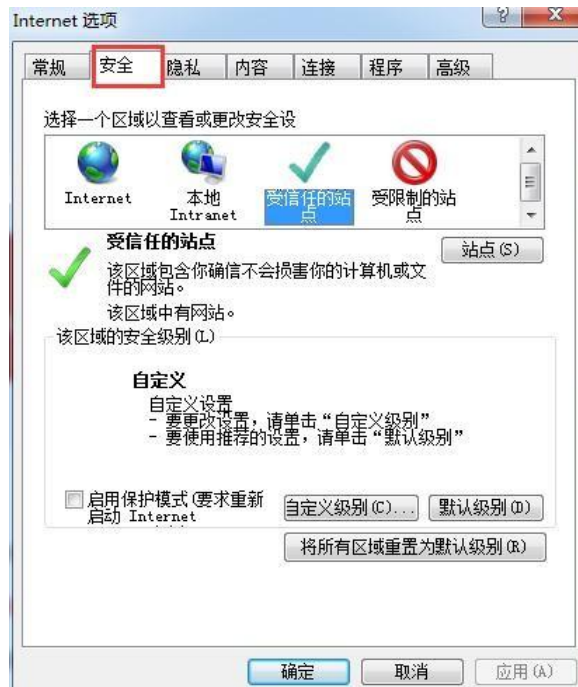 Internet 选项
常规 安全 隐私 内容 连接 程序 高级
选择一个区域以查看或更改安全设
Internet
本地
Intranet
受信任的站
点
受限制的站
点
受信任的站点
站点(S)
该区域包含你确信不会损害你的计算机或文
件的网站。
该区域中有网站。
该区域的安全级别(L)
自定义
自定义设置
- 要更改设置，请单击“自定义级别”
- 要使用推荐的设置，请单击“默认级别”
启用保护模式(要求重新
启动 Internet
自定义级别(C)... 默认级别(D)
将所有区域重置为默认级别(R)
确定 取消 应用(A)